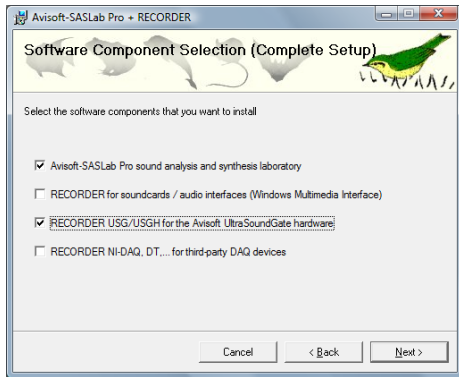 Avisoft-SASLab Pro + RECORDER
Software Component Selection (Complete Setup)
Select the software components that you want to install
Avisoft-SASLab Pro sound analysis and synthesis laboratory
RECORDER for soundcards / audio interfaces (Windows Multimedia Interface)
RECORDER USG/USGH for the Avisoft UltraSoundGate hardware
RECORDER NI-DAQ, DT,... for third-party DAQ devices
Cancel
< Back
Next >